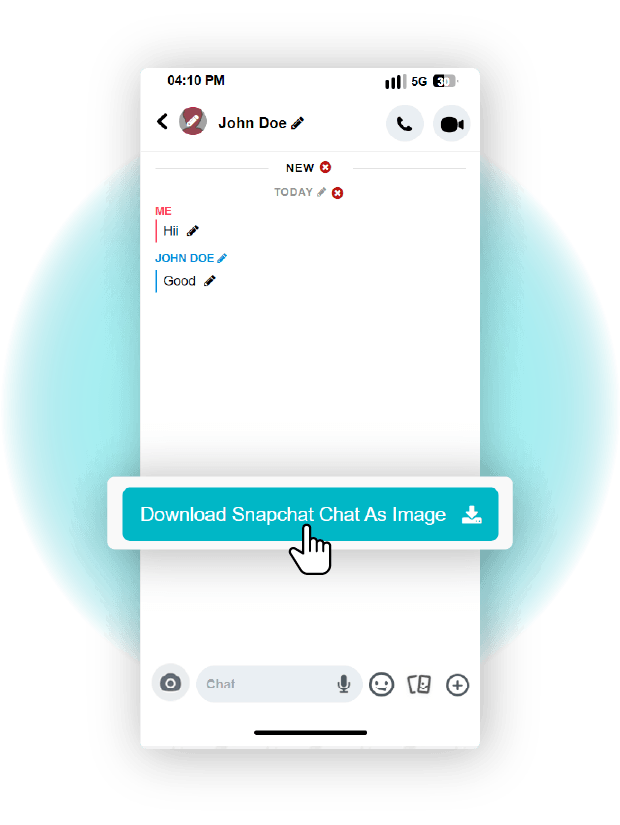 04:10 PM 5G 30
John Doe
NEW
TODAY
ME
Hii
JOHN DOE
Good
Download Snapchat Chat As Image
Chat